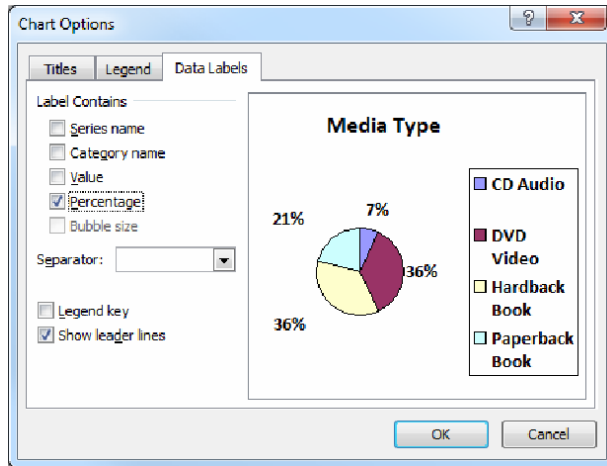 Chart Options
Titles
Legend
Data Labels
Label Contains
Series name
Category name
Value
Percentage
Bubble size
Separator:
Legend key
Show leader lines
Media Type
21%
7%
36%
36%
CD Audio
DVD
Video
Hardback
Book
Paperback
Book
OK
Cancel